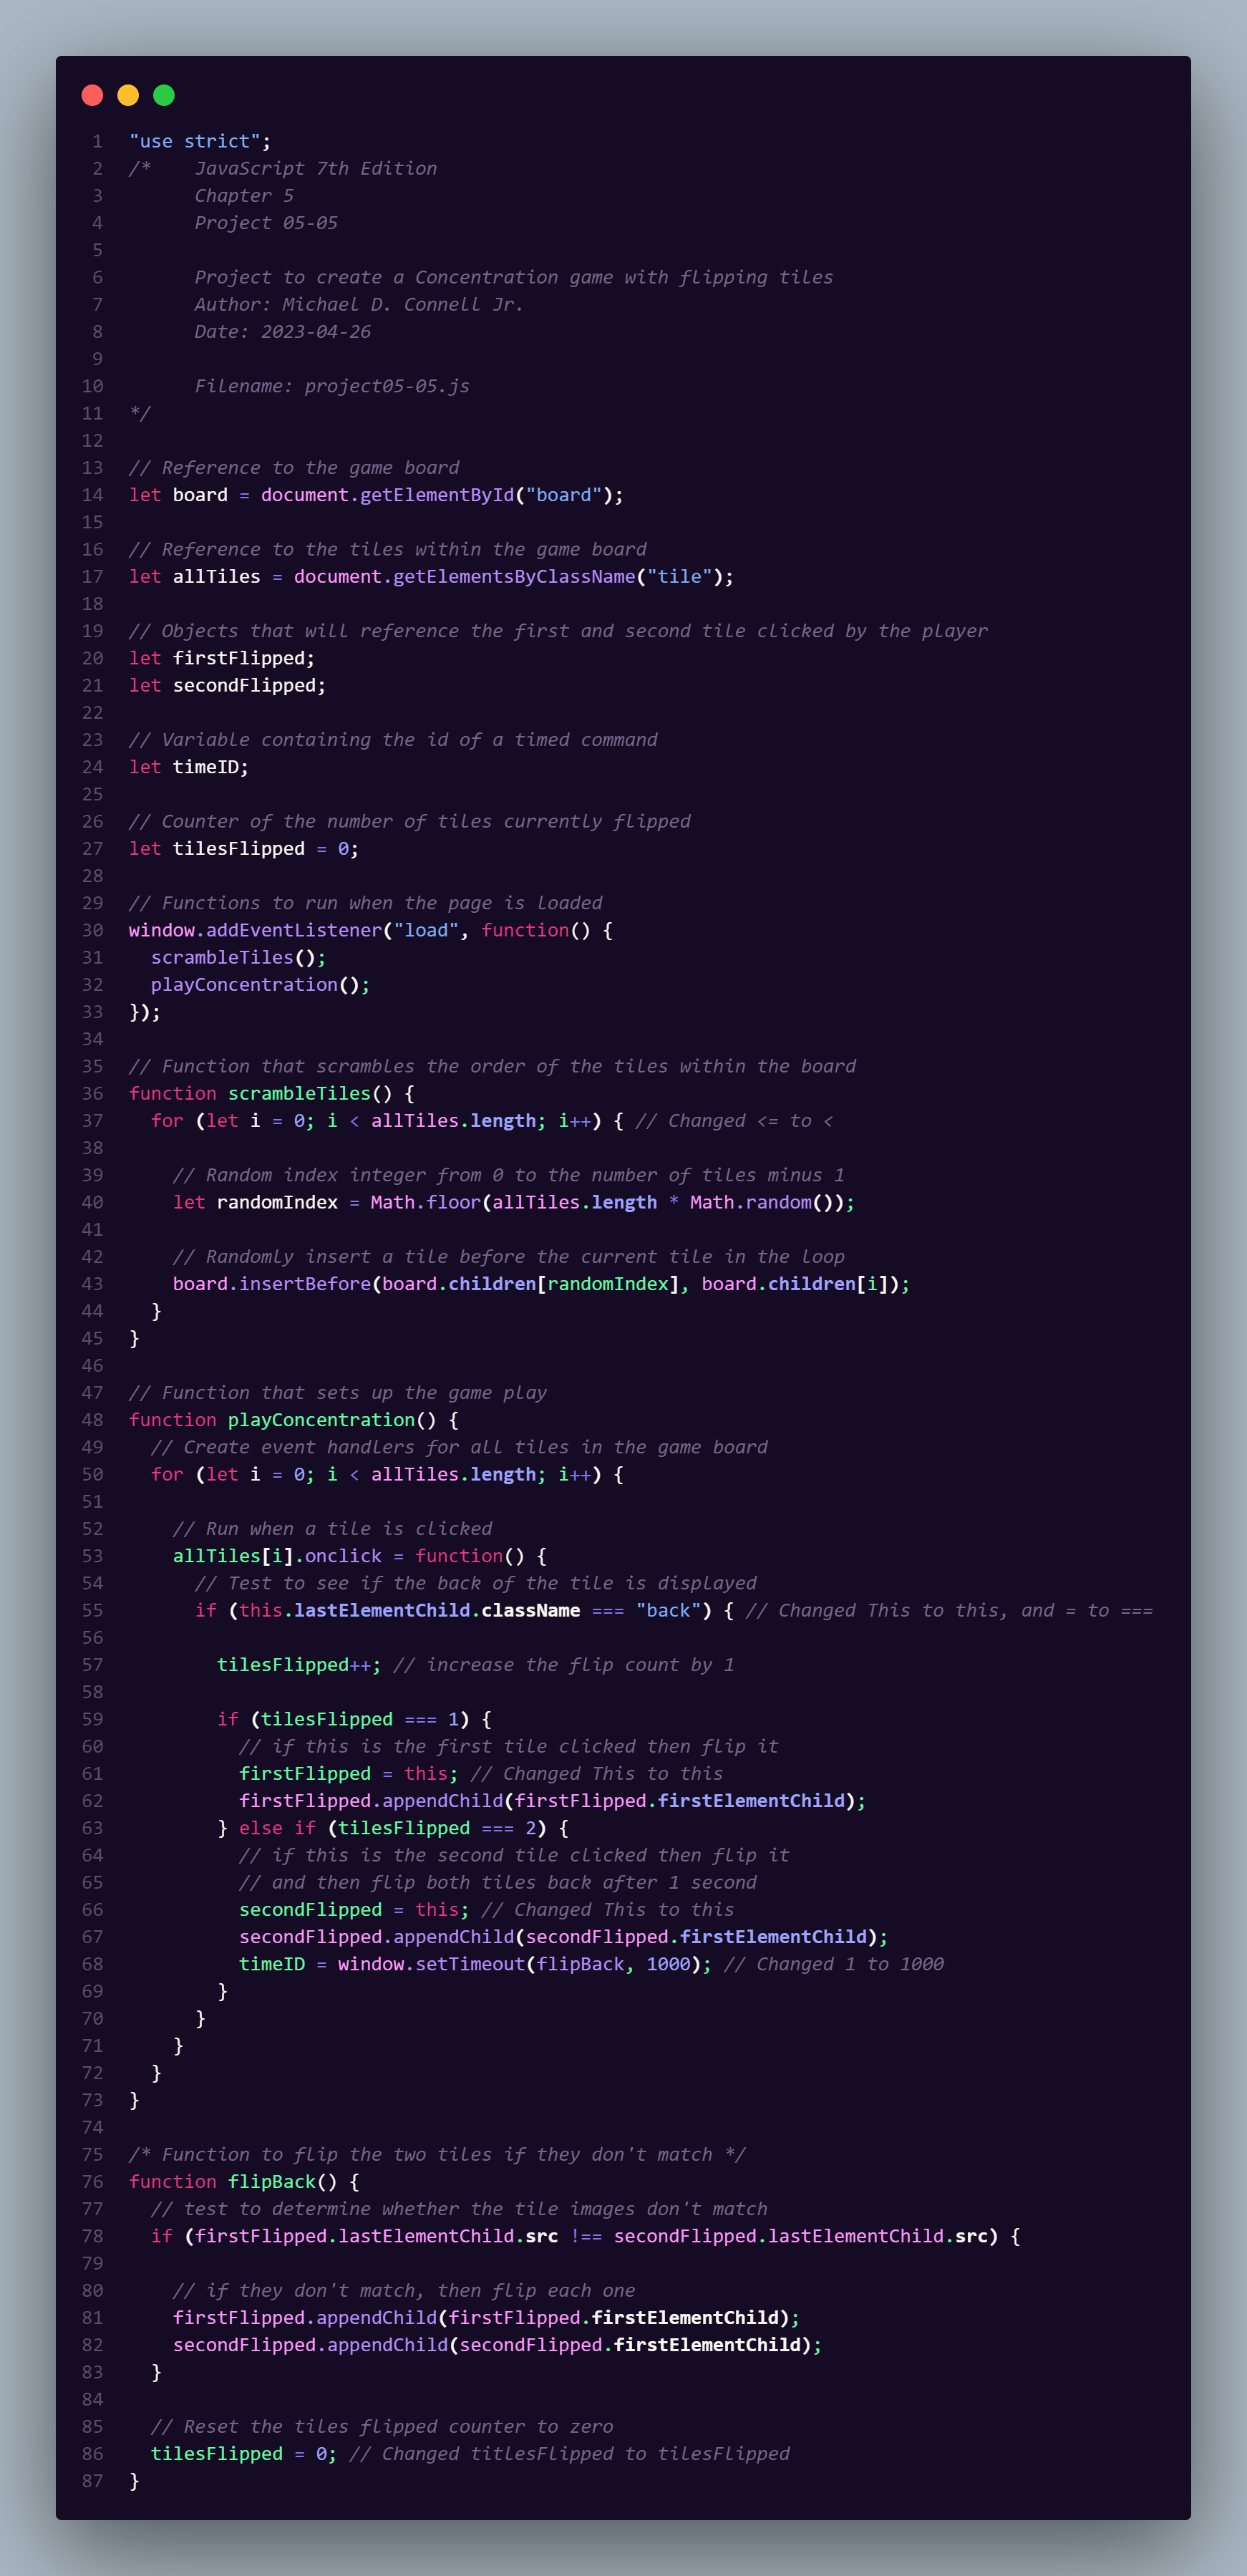 1 "use strict";
2 /*    JavaScript 7th Edition
3       Chapter 5
4       Project 05-05
5
6       Project to create a Concentration game with flipping tiles
7       Author: Michael D. Connell Jr.
8       Date: 2023-04-26
9
10       Filename: project05-05.js
11 */
12
13 // Reference to the game board
14 let board = document.getElementById("board");
15
16 // Reference to the tiles within the game board
17 let allTiles = document.getElementsByClassName("tile");
18
19 // Objects that will reference the first and second tile clicked by the player
20 let firstFlipped;
21 let secondFlipped;
22
23 // Variable containing the id of a timed command
24 let timeID;
25
26 // Counter of the number of tiles currently flipped
27 let tilesFlipped = 0;
28
29 // Functions to run when the page is loaded
30 window.addEventListener("load", function() {
31   scrambleTiles();
32   playConcentration();
33 });
34
35 // Function that scrambles the order of the tiles within the board
36 function scrambleTiles() {
37   for (let i = 0; i < allTiles.length; i++) { // Changed <= to <
38
39     // Random index integer from 0 to the number of tiles minus 1
40     let randomIndex = Math.floor(allTiles.length * Math.random());
41
42     // Randomly insert a tile before the current tile in the loop
43     board.insertBefore(board.children[randomIndex], board.children[i]);
44   }
45 }
46
47 // Function that sets up the game play
48 function playConcentration() {
49   // Create event handlers for all tiles in the game board
50   for (let i = 0; i < allTiles.length; i++) {
51
52     // Run when a tile is clicked
53     allTiles[i].onclick = function() {
54       // Test to see if the back of the tile is displayed
55       if (this.lastElementChild.className === "back") { // Changed This to this, and = to ===
56
57         tilesFlipped++; // increase the flip count by 1
58
59         if (tilesFlipped === 1) {
60           // if this is the first tile clicked then flip it
61           firstFlipped = this; // Changed This to this
62           firstFlipped.appendChild(firstFlipped.firstElementChild);
63         } else if (tilesFlipped === 2) {
64           // if this is the second tile clicked then flip it
65           // and then flip both tiles back after 1 second
66           secondFlipped = this; // Changed This to this
67           secondFlipped.appendChild(secondFlipped.firstElementChild);
68           timeID = window.setTimeout(flipBack, 1000); // Changed 1 to 1000
69         }
70       }
71     }
72   }
73 }
74
75 /* Function to flip the two tiles if they don't match */
76 function flipBack() {
77   // test to determine whether the tile images don't match
78   if (firstFlipped.lastElementChild.src !== secondFlipped.lastElementChild.src) {
79
80     // if they don't match, then flip each one
81     firstFlipped.appendChild(firstFlipped.firstElementChild);
82     secondFlipped.appendChild(secondFlipped.firstElementChild);
83   }
84
85   // Reset the tiles flipped counter to zero
86   tilesFlipped = 0; // Changed titlesFlipped to tilesFlipped
87 }